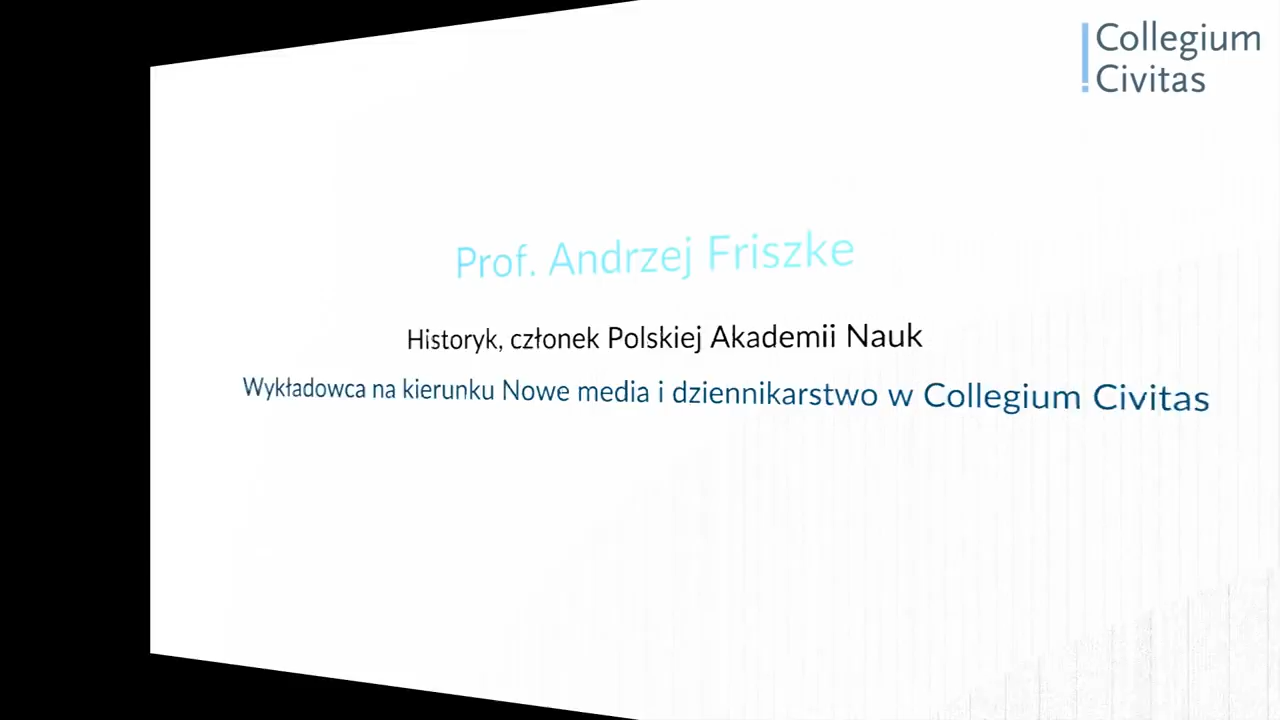 Collegium
Civitas
Prof. Andrzej Friszke
Historyk, członek Polskiej Akademii Nauk
Wykładowca na kierunku Nowe media i dziennikarstwo w Collegium Civitas